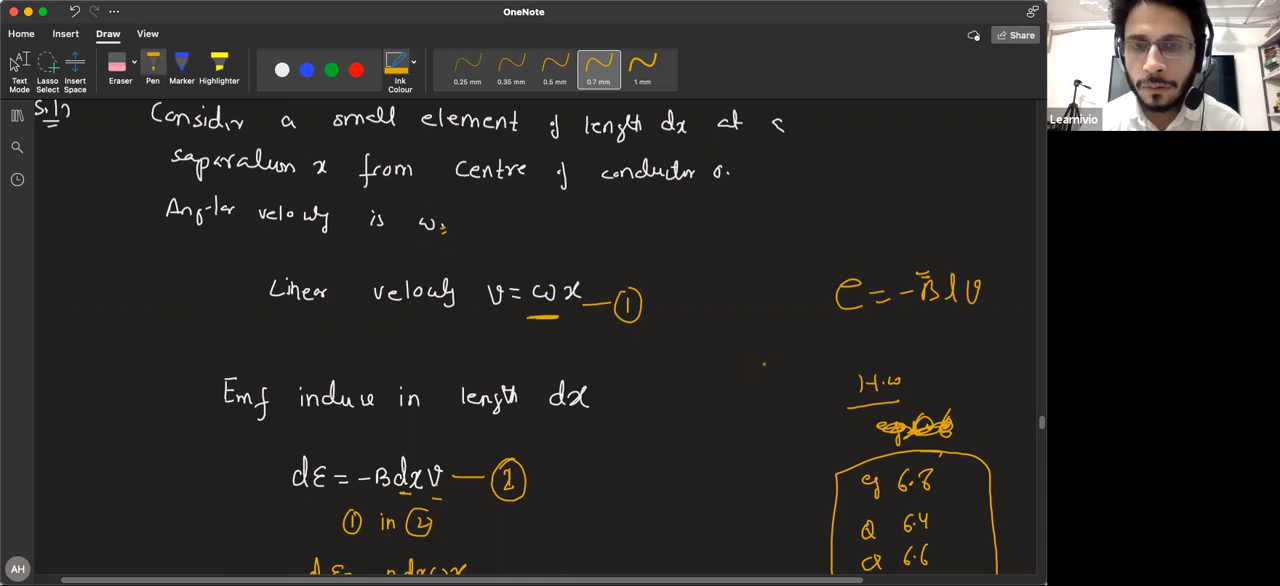 OneNote
Home Insert Draw View
Share
Text Mode
Lasso Select
Insert Space
Eraser
Pen
Marker
Highlighter
0.25 mm
0.35 mm
0.5 mm
0.7 mm
1 mm
Ink Colour
Learnivio
Consider a small element of length dx at a
separation x from centre of conductor o.
Angular velocity is ω
Linear velocity v = ωx — ①
e = -Blv
H.w
Emf induce in length dx
dε = -Bdxv — ②
① in ②
eg 6.8
Q 6.4
Q 6.6
AH